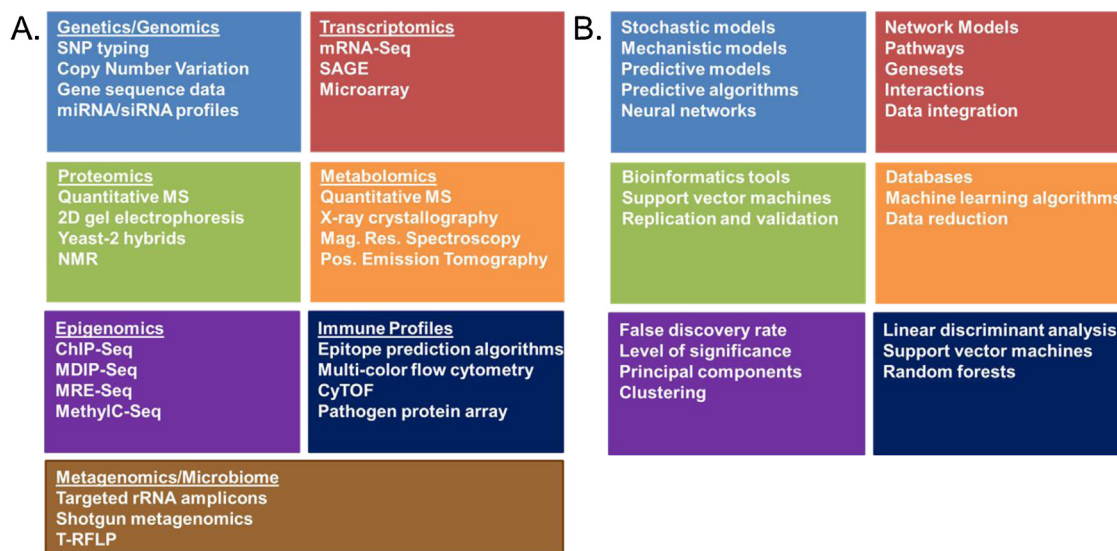 A.
Genetics/Genomics
SNP typing
Copy Number Variation
Gene sequence data
miRNA/siRNA profiles
Transcriptomics
mRNA-Seq
SAGE
Microarray
Proteomics
Quantitative MS
2D gel electrophoresis
Yeast-2 hybrids
NMR
Metabolomics
Quantitative MS
X-ray crystallography
Mag. Res. Spectroscopy
Pos. Emission Tomography
Epigenomics
ChIP-Seq
MDIP-Seq
MRE-Seq
MethylC-Seq
Immune Profiles
Epitope prediction algorithms
Multi-color flow cytometry
CyTOF
Pathogen protein array
Metagenomics/Microbiome
Targeted rRNA amplicons
Shotgun metagenomics
T-RFLP
B.
Stochastic models
Mechanistic models
Predictive models
Predictive algorithms
Neural networks
Network Models
Pathways
Genesets
Interactions
Data integration
Bioinformatics tools
Support vector machines
Replication and validation
Databases
Machine learning algorithms
Data reduction
False discovery rate
Level of significance
Principal components
Clustering
Linear discriminant analysis
Support vector machines
Random forests